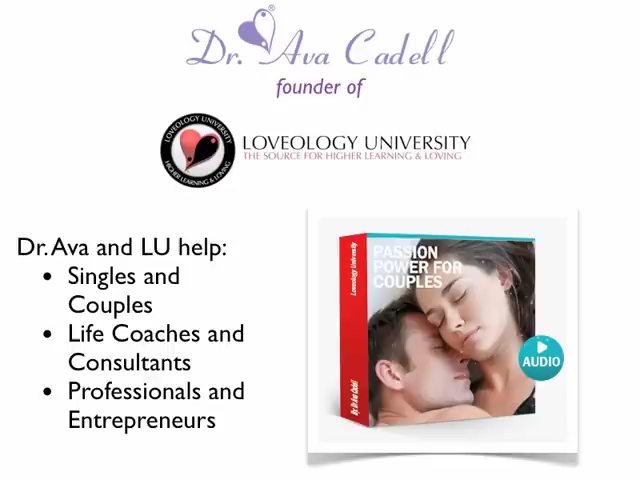 Dr. Ava Cadell
founder of
LOVEOLOGY UNIVERSITY
HIGHER LEARNING & LOVING
LOVEOLOGY UNIVERSITY
THE SOURCE FOR HIGHER LEARNING & LOVING
Dr. Ava and LU help:
• Singles and
Couples
• Life Coaches and
Consultants
• Professionals and
Entrepreneurs
Loveology University
By: Dr Ava Cadell
PASSION
POWER FOR
COUPLES
AUDIO